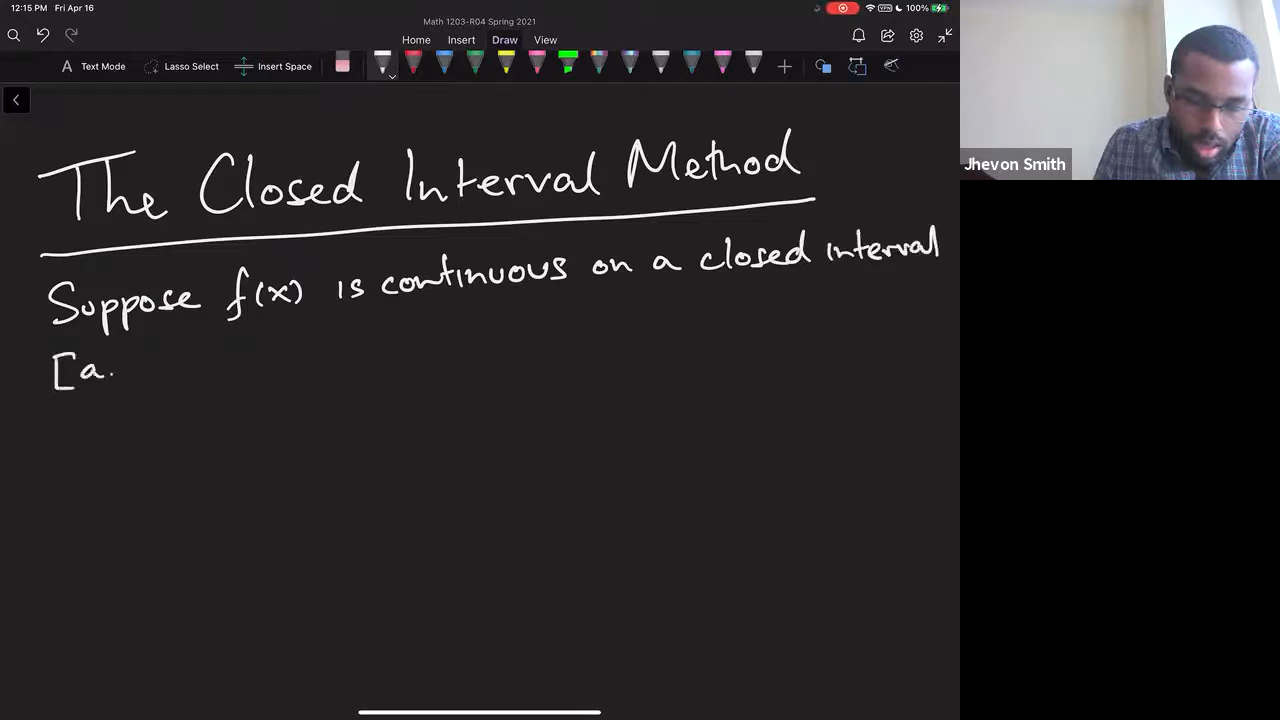 12:15 PM Fri Apr 16
VPN 100%
Math 1203-R04 Spring 2021
Home Insert Draw View
A Text Mode Lasso Select Insert Space
Jhevon Smith
The Closed Interval Method
Suppose f(x) is continuous on a closed interval
[a.